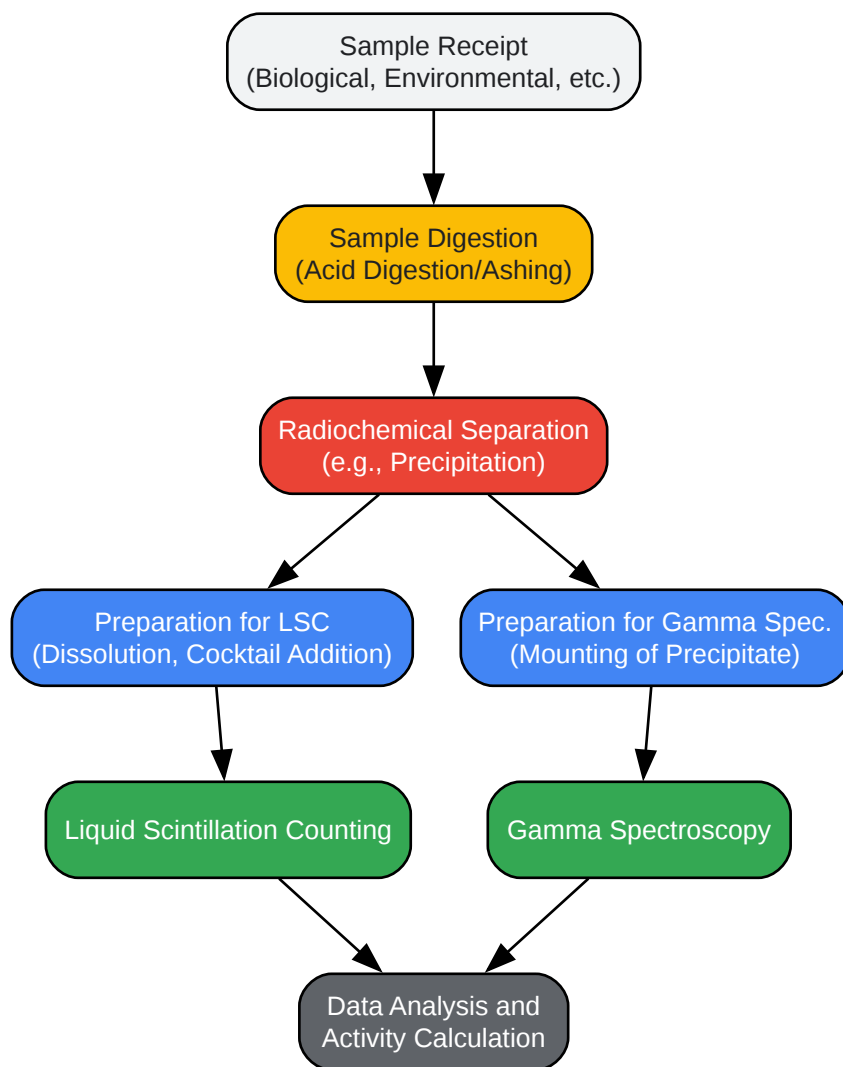 Sample Receipt
(Biological, Environmental, etc.)
Sample Digestion
(Acid Digestion/Ashing)
Radiochemical Separation
(e.g., Precipitation)
Preparation for LSC
(Dissolution, Cocktail Addition)
Preparation for Gamma Spec.
(Mounting of Precipitate)
Liquid Scintillation Counting
Gamma Spectroscopy
Data Analysis and
Activity Calculation